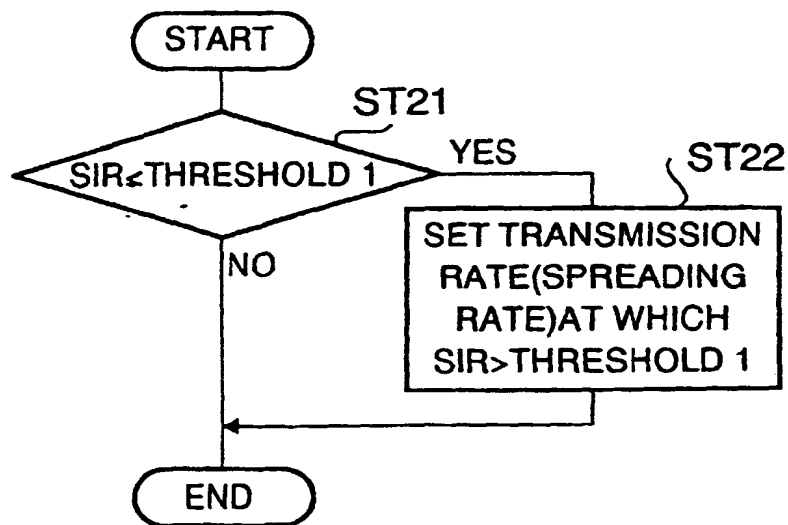 START
ST21
SIR≤THRESHOLD 1
YES
ST22
SET TRANSMISSION
RATE(SPREADING
RATE)AT WHICH
SIR>THRESHOLD 1
NO
END